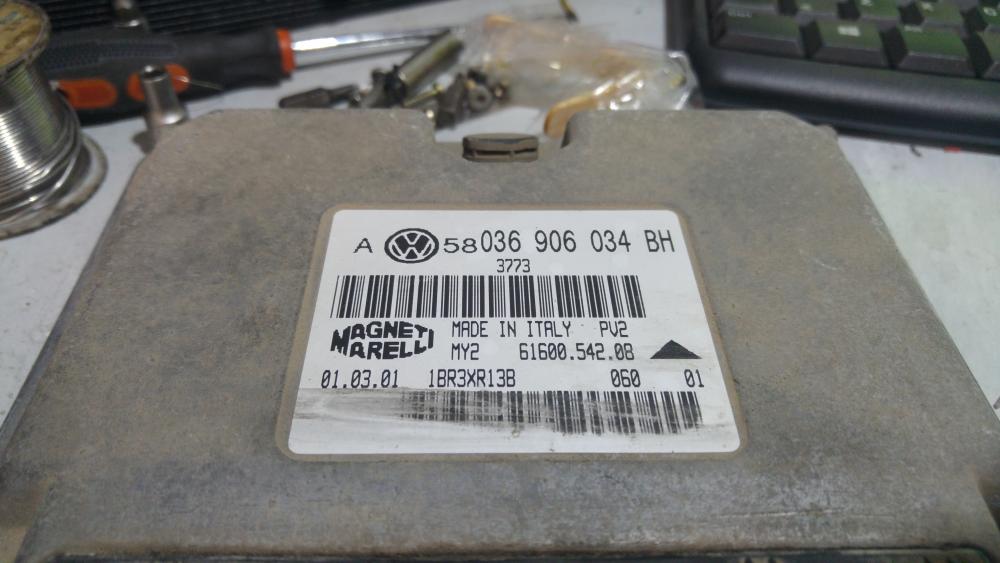 A VW 58 036 906 034 BH
3773
MAGNETI MARELLI
MADE IN ITALY PV2
MY2 61600.542.08
01.03.01 1BR3XR13B 060 01